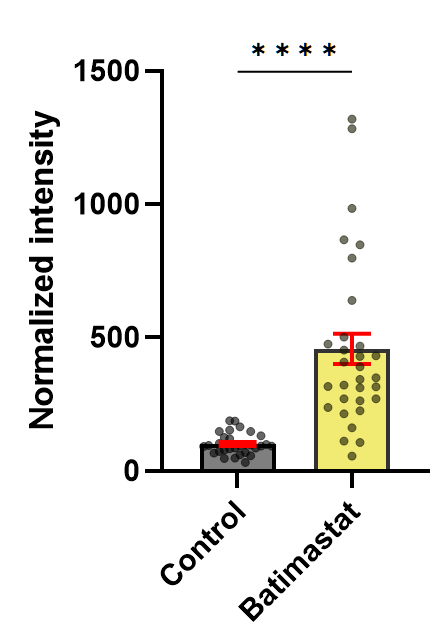 ****
1500
1000
500
0
Normalized intensity
Control
Batimastat